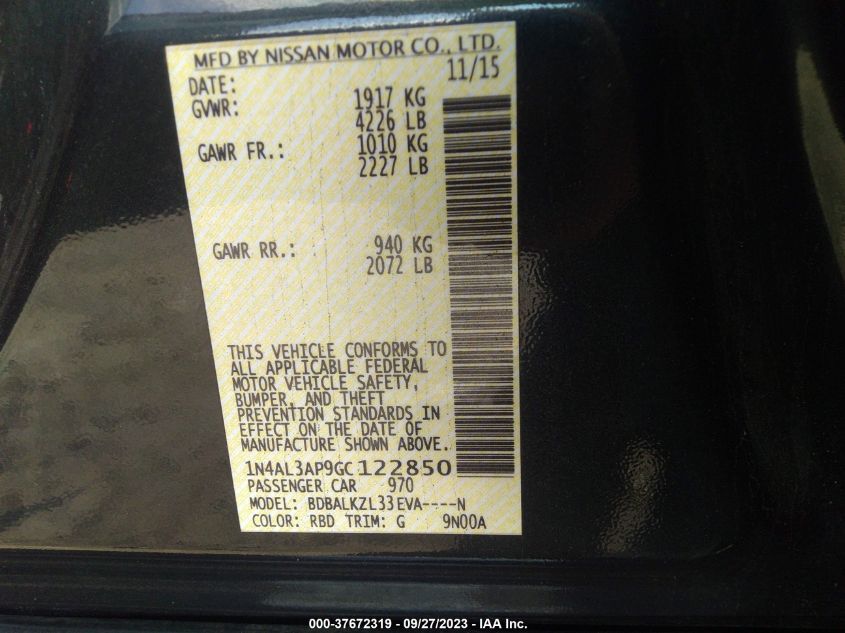 MFD BY NISSAN MOTOR CO., LTD.
DATE: 11/15
GVWR: 1917 KG
4226 LB
GAWR FR.: 1010 KG
2227 LB
GAWR RR.: 940 KG
2072 LB
THIS VEHICLE CONFORMS TO
ALL APPLICABLE FEDERAL
MOTOR VEHICLE SAFETY,
BUMPER, AND THEFT
PREVENTION STANDARDS IN
EFFECT ON THE DATE OF
MANUFACTURE SHOWN ABOVE.
1N4AL3AP9GC122850
PASSENGER CAR 970
MODEL: BDBALKZL33EVA----N
COLOR: RBD TRIM: G 9N00A
000-37672319 / 09/27/2023 - IAA Inc.